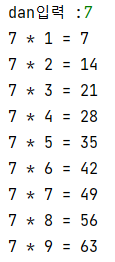 dan입력 :7
7 * 1 = 7
7 * 2 = 14
7 * 3 = 21
7 * 4 = 28
7 * 5 = 35
7 * 6 = 42
7 * 7 = 49
7 * 8 = 56
7 * 9 = 63